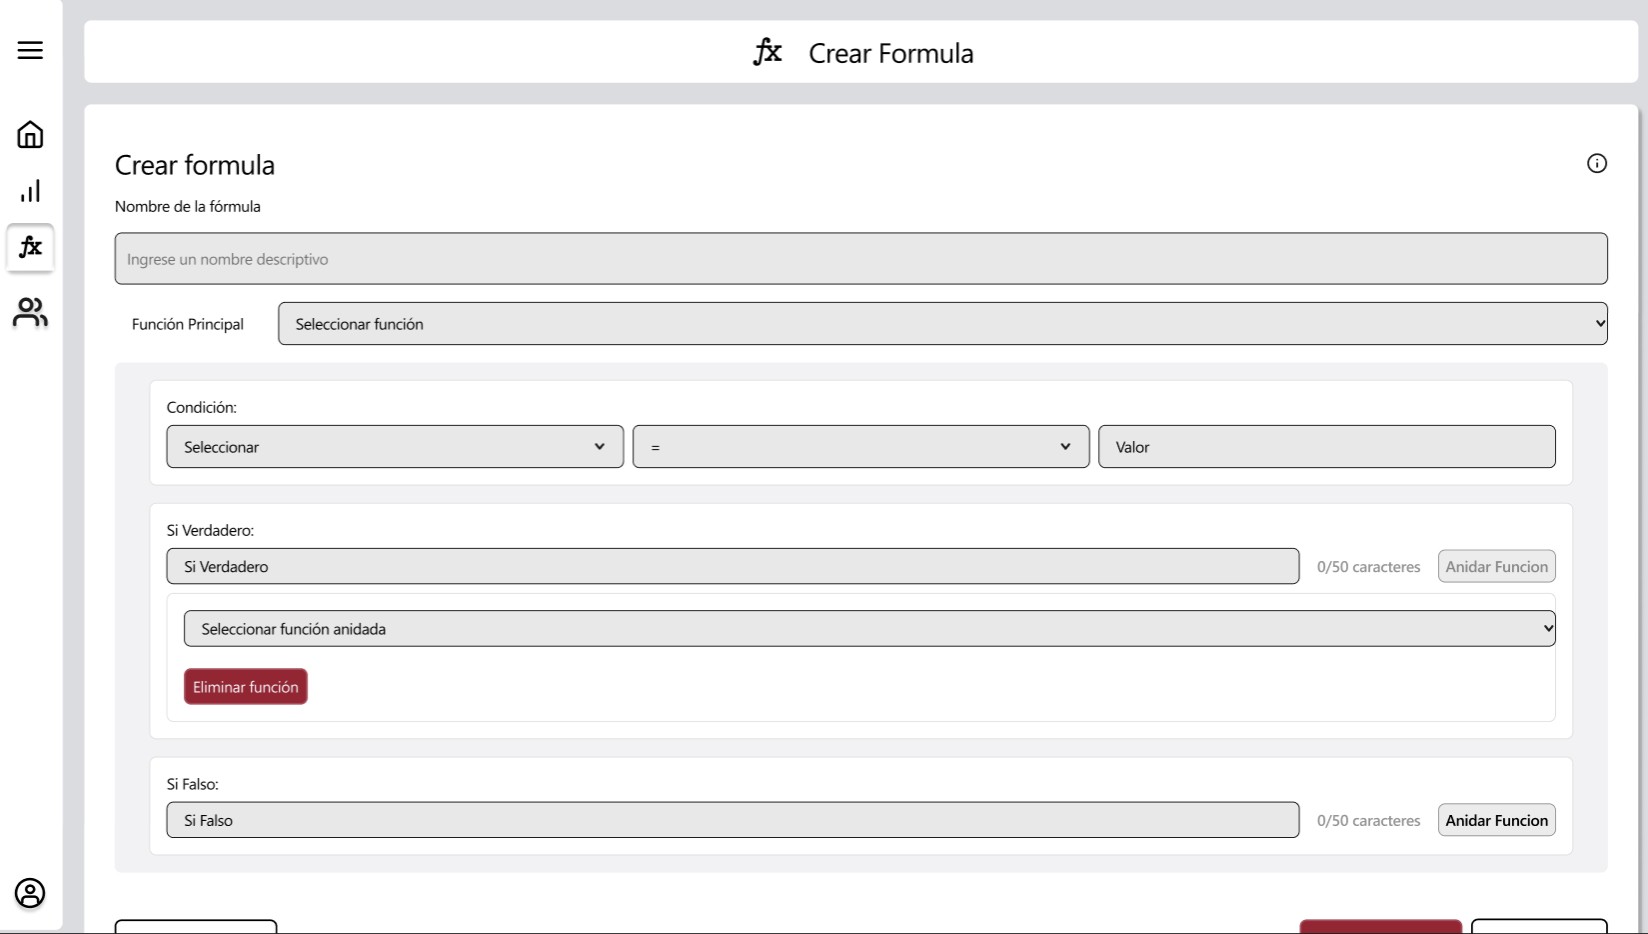 fx Crear Formula
Crear formula
Nombre de la fórmula
Ingrese un nombre descriptivo
fx
Función Principal Seleccionar función
Condición:
Seleccionar = Valor
Si Verdadero:
Si Verdadero 0/50 caracteres Anidar Funcion
Seleccionar función anidada
Eliminar función
Si Falso:
Si Falso 0/50 caracteres Anidar Funcion